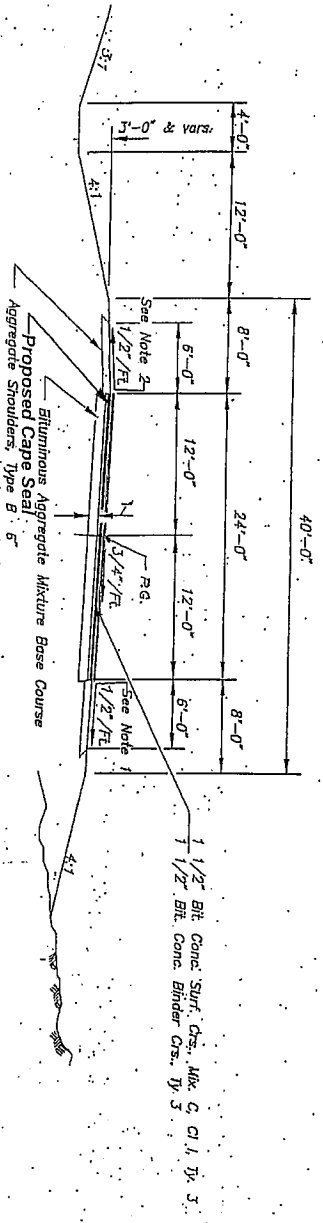 40'-0"
4'-0"
12'-0"
8'-0"
24'-0"
8'-0"
6'-0"
12'-0"
12'-0"
6'-0"
3'-0" & vars.
3:1
4:1
See Note 2
1/2"/Ft.
P.G.
3/4"/Ft.
See Note 1
1/2"/Ft.
4:1
1 1/2" Bit. Conc. Surf. Crs., Mix. C, Cl. I, Ty. 3
1 1/2" Bit. Conc. Binder Crs., Ty. 3
Bituminous Aggregate Mixture Base Course
Proposed Cape Seal
Aggregate Shoulders, Type B 6"